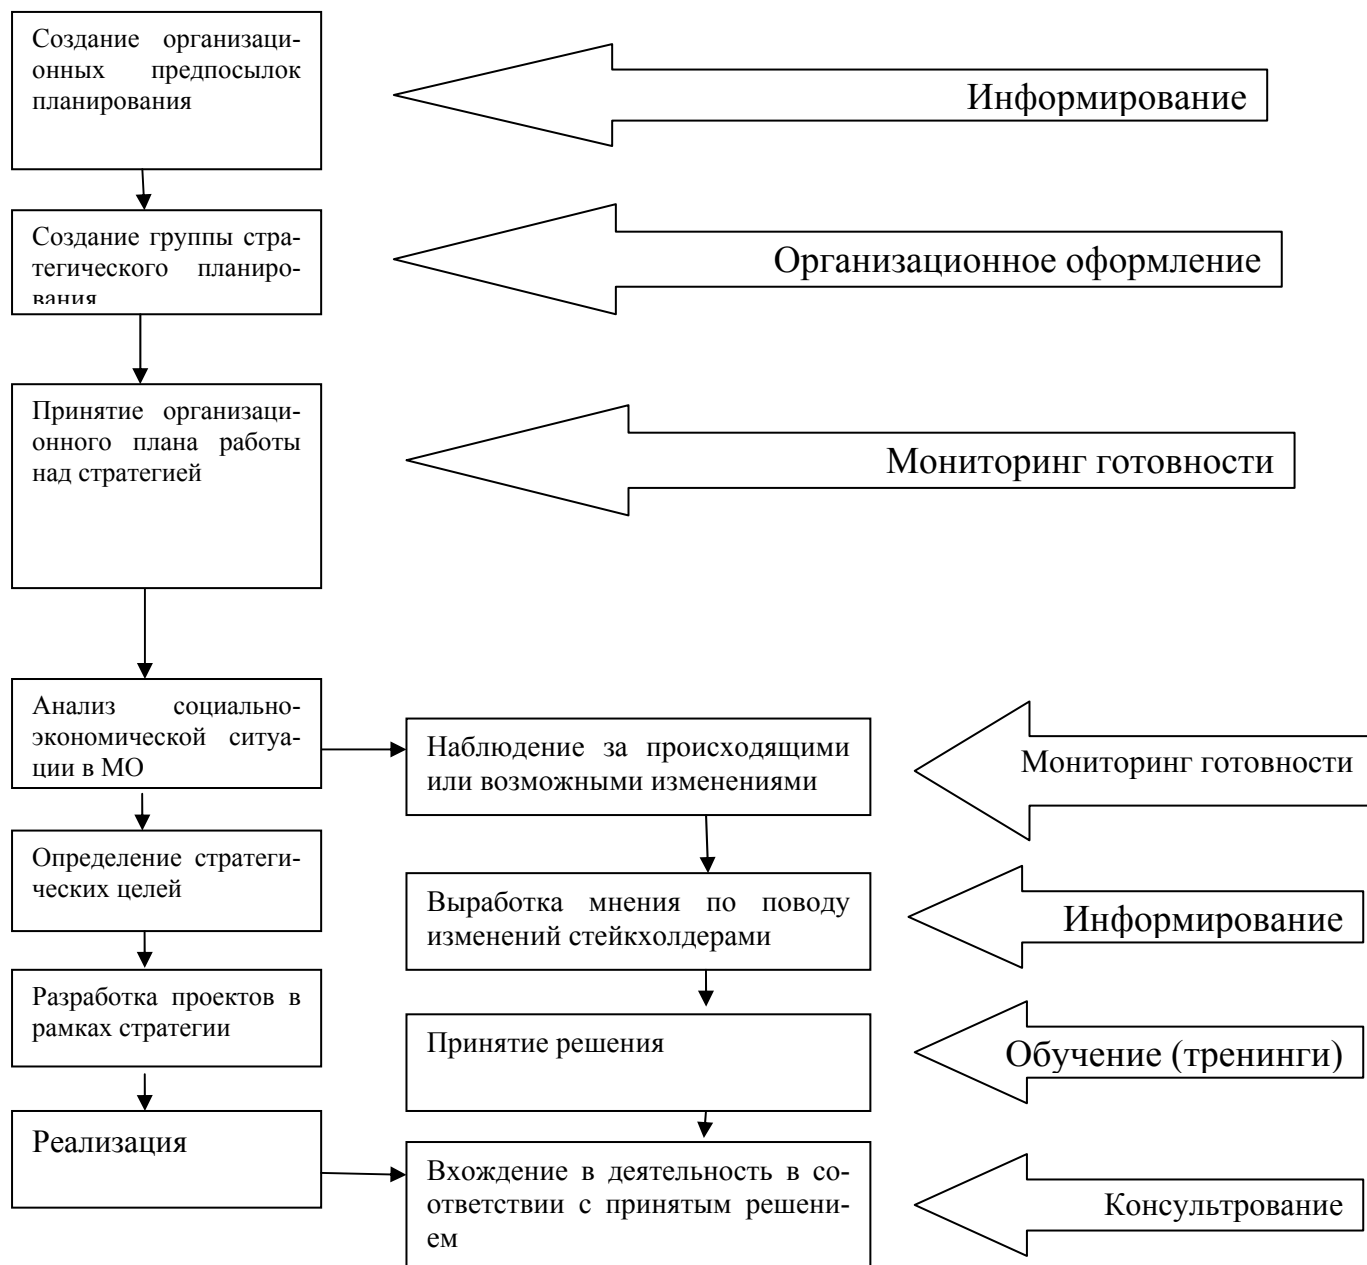 Создание организаци-
онных предпосылок
планирования
Информирование
Создание группы стра-
тегического планиро-
вания
Организационное оформление
Принятие организаци-
онного плана работы
над стратегией
Мониторинг готовности
Анализ социально-
экономической ситуа-
ции в МО
Наблюдение за происходящими
или возможными изменениями
Мониторинг готовности
Определение стратеги-
ческих целей
Выработка мнения по поводу
изменений стейкхолдерами
Информирование
Разработка проектов в
рамках стратегии
Принятие решения
Обучение (тренинги)
Реализация
Вхождение в деятельность в со-
ответствии с принятым решени-
ем
Консультрование